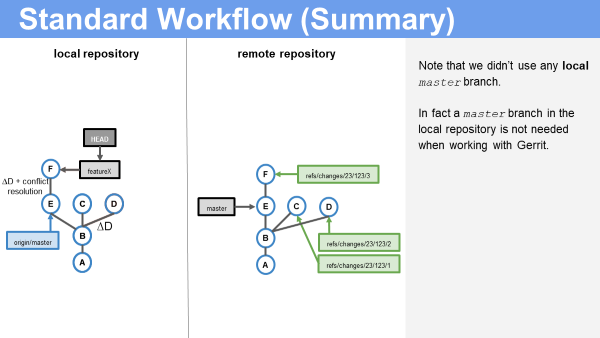 Standard Workflow (Summary)
local repository
remote repository
Note that we didn't use any local
master branch.
In fact a master branch in the
local repository is not needed
when working with Gerrit.
HEAD
F
featureX
ΔD + conflict
resolution
E
C
D
ΔD
origin/master
B
A
F
refs/changes/23/123/3
master
E
C
D
B
refs/changes/23/123/2
A
refs/changes/23/123/1